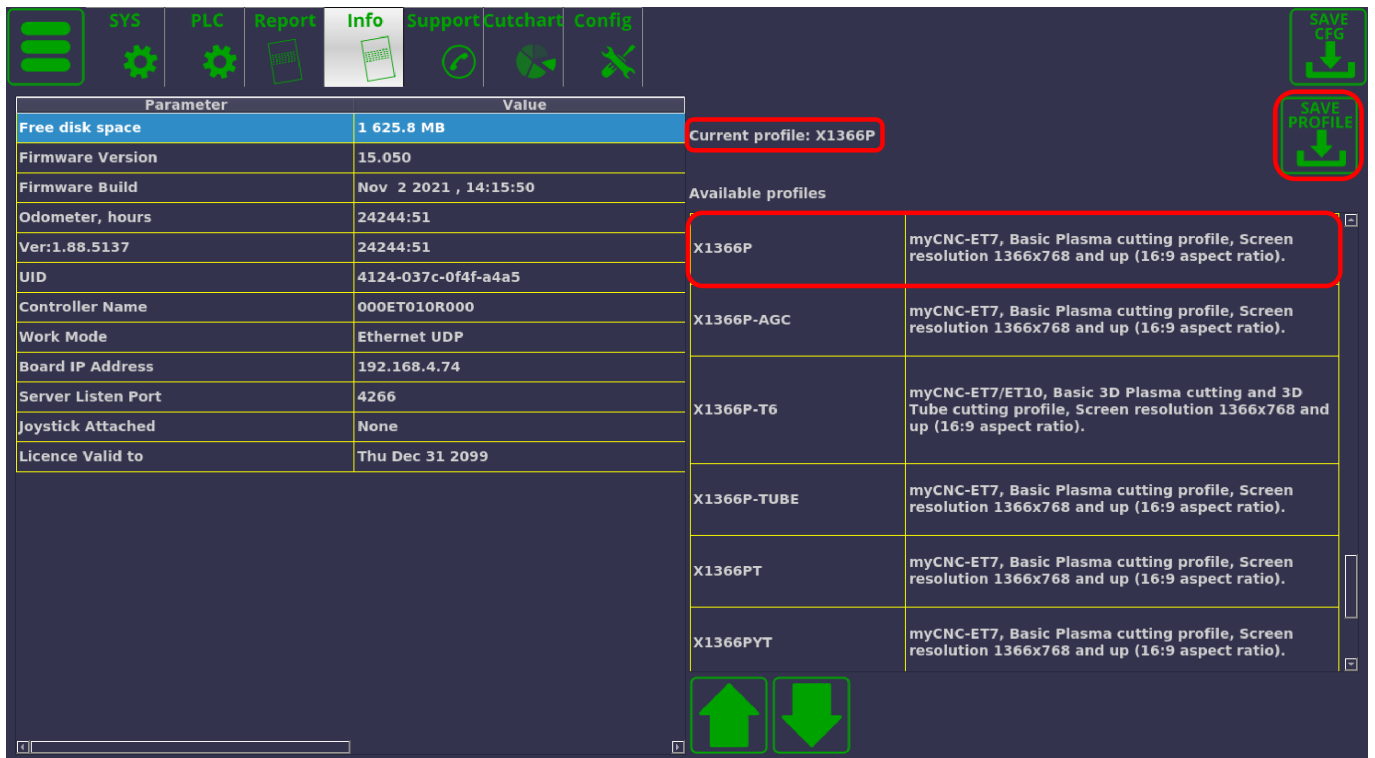 SYS PLC Report Info Support Cutchart Config
SAVE
CFG
SAVE
PROFILE
Parameter Value
Free disk space 1 625.8 MB
Firmware Version 15.050
Firmware Build Nov 2 2021 , 14:15:50
Odometer, hours 24244:51
Ver:1.88.5137 24244:51
UID 4124-037c-0f4f-a4a5
Controller Name 000ET010R000
Work Mode Ethernet UDP
Board IP Address 192.168.4.74
Server Listen Port 4266
Joystick Attached None
Licence Valid to Thu Dec 31 2099
Current profile: X1366P
Available profiles
X1366P
myCNC-ET7, Basic Plasma cutting profile, Screen
resolution 1366x768 and up (16:9 aspect ratio).
X1366P-AGC
myCNC-ET7, Basic Plasma cutting profile, Screen
resolution 1366x768 and up (16:9 aspect ratio).
X1366P-T6
myCNC-ET7/ET10, Basic 3D Plasma cutting and 3D
Tube cutting profile, Screen resolution 1366x768 and
up (16:9 aspect ratio).
X1366P-TUBE
myCNC-ET7, Basic Plasma cutting profile, Screen
resolution 1366x768 and up (16:9 aspect ratio).
X1366PT
myCNC-ET7, Basic Plasma cutting profile, Screen
resolution 1366x768 and up (16:9 aspect ratio).
X1366PYT
myCNC-ET7, Basic Plasma cutting profile, Screen
resolution 1366x768 and up (16:9 aspect ratio).